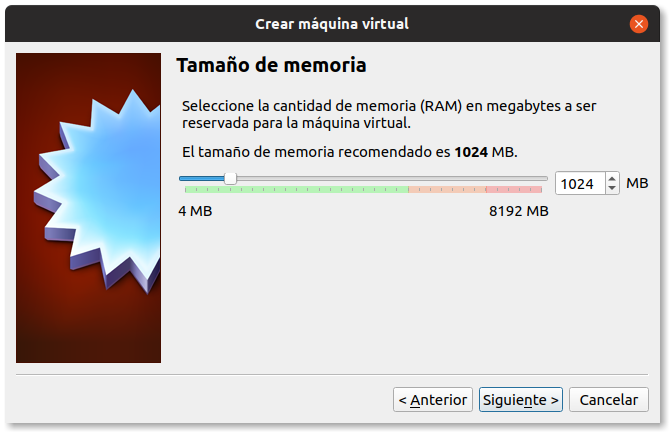 Crear máquina virtual
Tamaño de memoria
Seleccione la cantidad de memoria (RAM) en megabytes a ser
reservada para la máquina virtual.
El tamaño de memoria recomendado es 1024 MB.
1024 MB
4 MB 8192 MB
< Anterior Siguiente > Cancelar